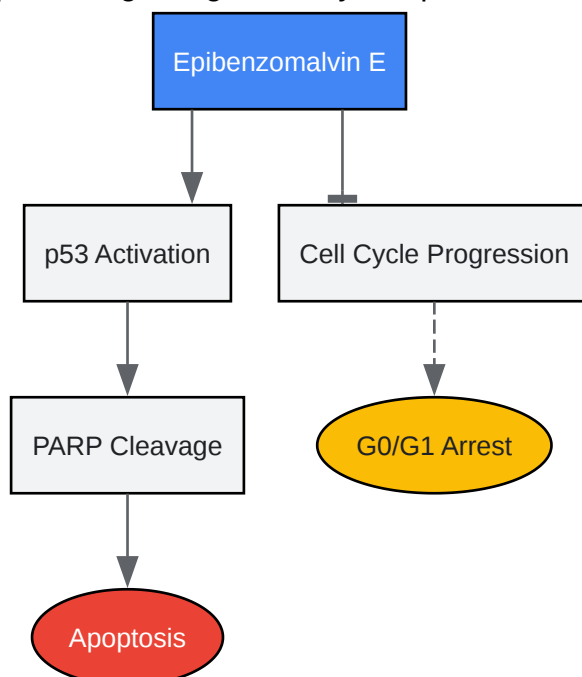 Epibenzomalvin E
p53 Activation
Cell Cycle Progression
PARP Cleavage
G0/G1 Arrest
Apoptosis